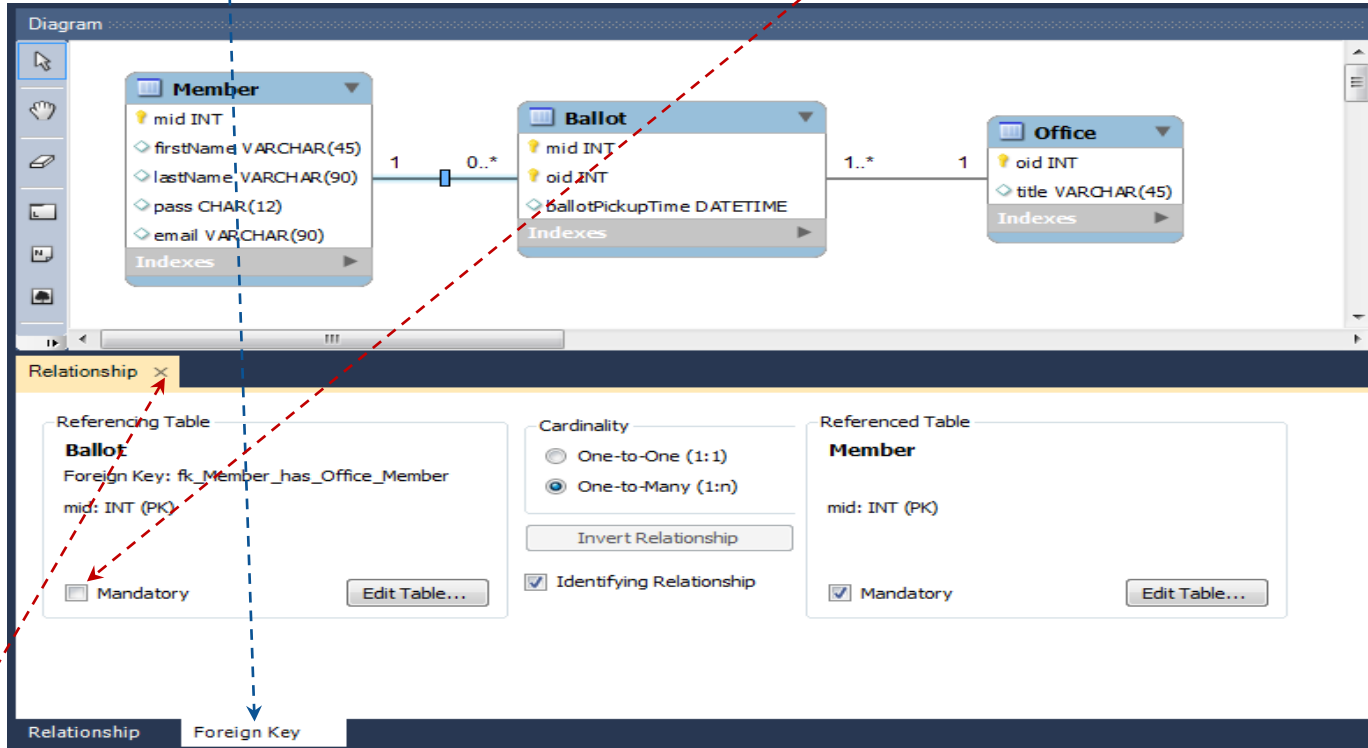 Diagram
Member
mid INT
firstName VARCHAR(45)
lastName VARCHAR(90)
pass CHAR(12)
email VARCHAR(90)
Indexes
1 0..*
Ballot
mid INT
oid INT
ballotPickupTime DATETIME
Indexes
1..* 1
Office
oid INT
title VARCHAR(45)
Indexes
Relationship
Referencing Table
Ballot
Foreign Key: fk_Member_has_Office_Member
mid: INT (PK)
Mandatory
Edit Table...
Cardinality
One-to-One (1:1)
One-to-Many (1:n)
Invert Relationship
Identifying Relationship
Referenced Table
Member
mid: INT (PK)
Mandatory
Edit Table...
Relationship
Foreign Key